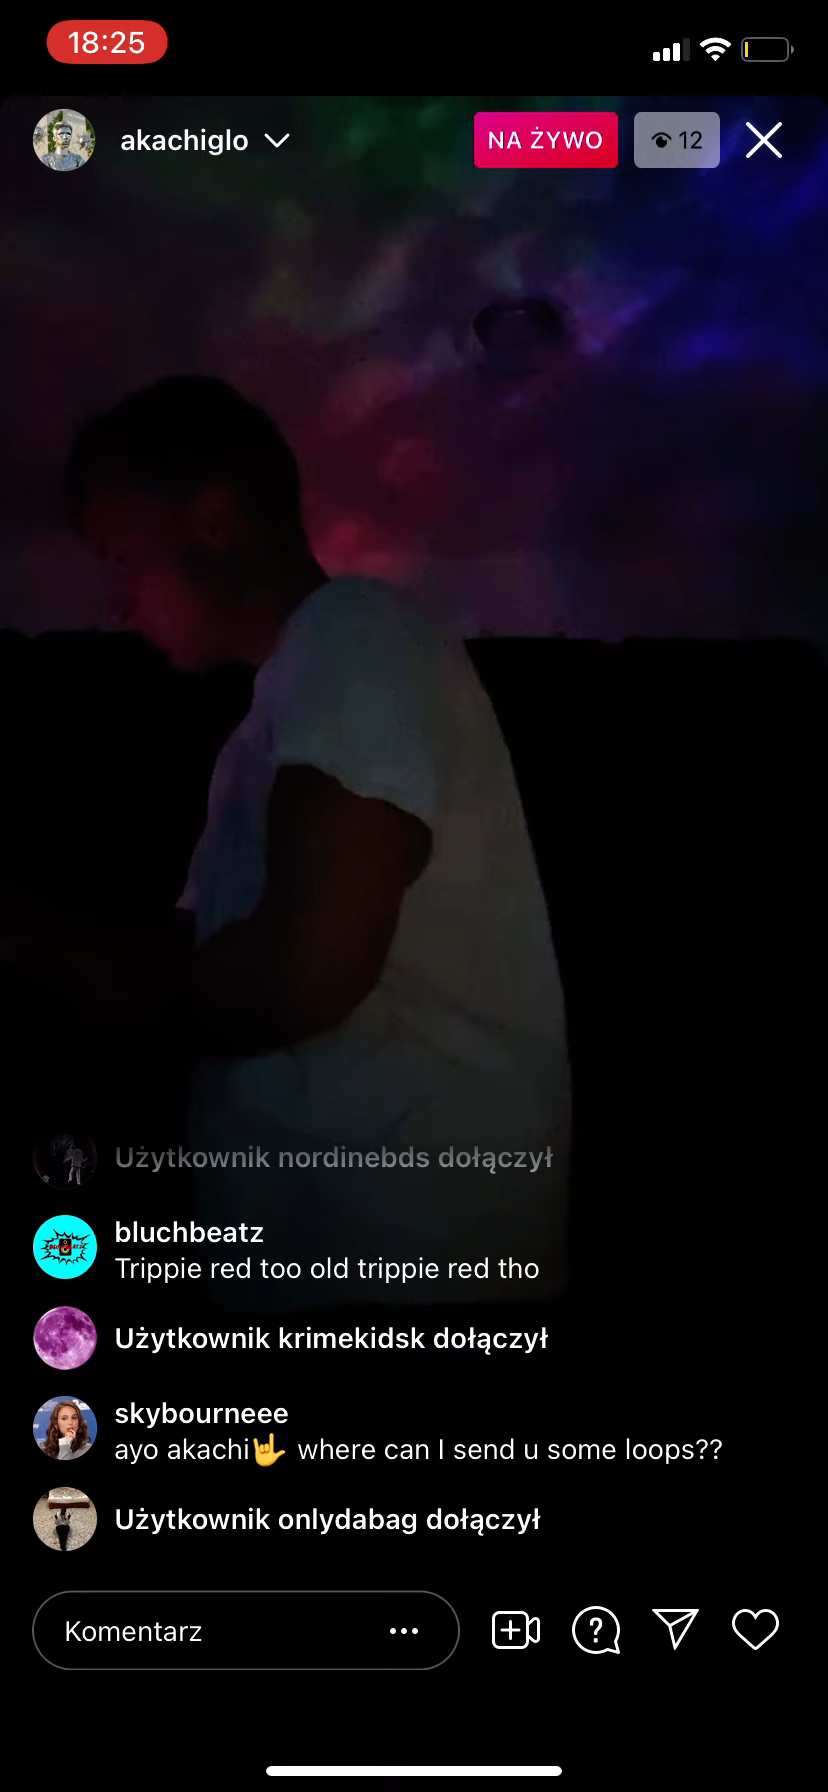 18:25
akachiglo
NA ŻYWO
12
Użytkownik nordinebds dołączył
bluchbeatz
Trippie red too old trippie red tho
Użytkownik krimekidsk dołączył
skybourneee
ayo akachi🤟 where can I send u some loops??
Użytkownik onlydabag dołączył
Komentarz